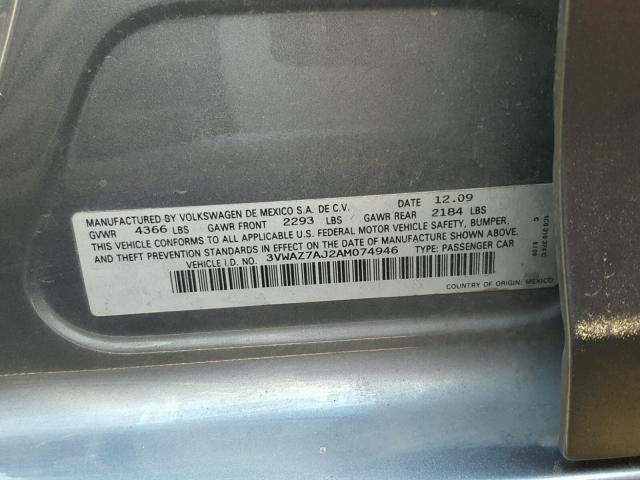 MANUFACTURED BY VOLKSWAGEN DE MEXICO S.A. DE C.V. DATE 12.09
GVWR 4366 LBS GAWR FRONT 2293 LBS GAWR REAR 2184 LBS
THIS VEHICLE CONFORMS TO ALL APPLICABLE U.S. FEDERAL MOTOR VEHICLE SAFETY, BUMPER,
AND THEFT PREVENTION STANDARDS IN EFFECT ON THE DATE OF MANUFACTURE SHOWN ABOVE.
VEHICLE I.D. NO. 3VWAZ7AJ2AM074946 TYPE: PASSENGER CAR
COUNTRY OF ORIGIN: MEXICO